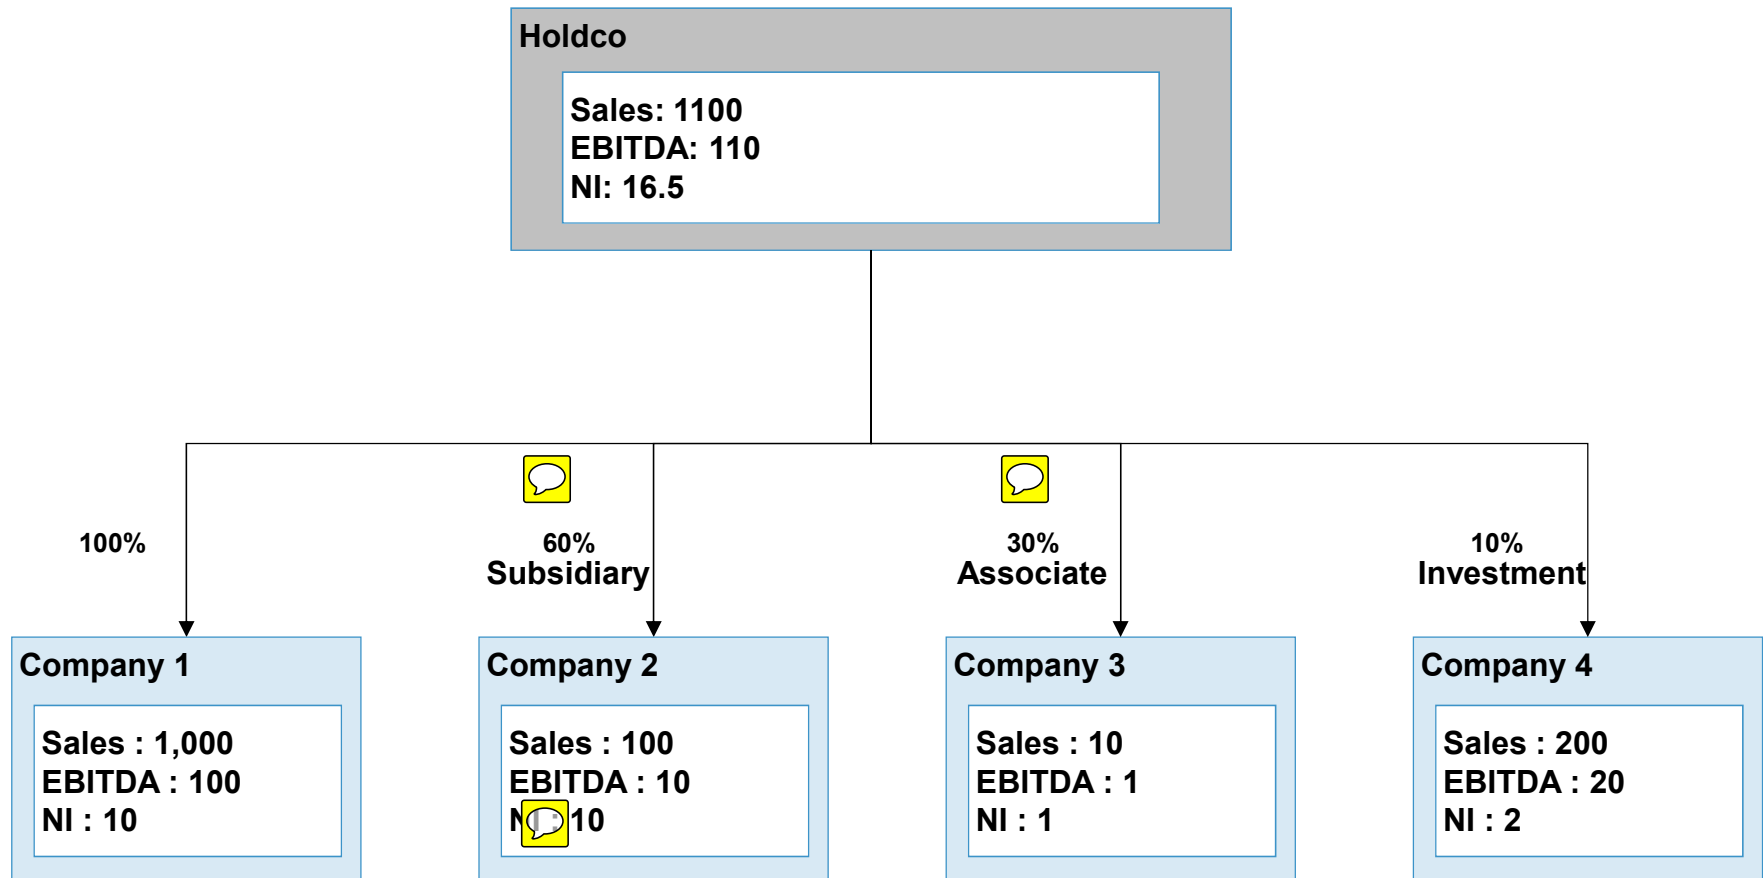 Holdco
Sales: 1100
EBITDA: 110
NI: 16.5
100%
60%
Subsidiary
30%
Associate
10%
Investment
Company 1
Sales : 1,000
EBITDA : 100
NI : 10
Company 2
Sales : 100
EBITDA : 10
NI : 10
Company 3
Sales : 10
EBITDA : 1
NI : 1
Company 4
Sales : 200
EBITDA : 20
NI : 2